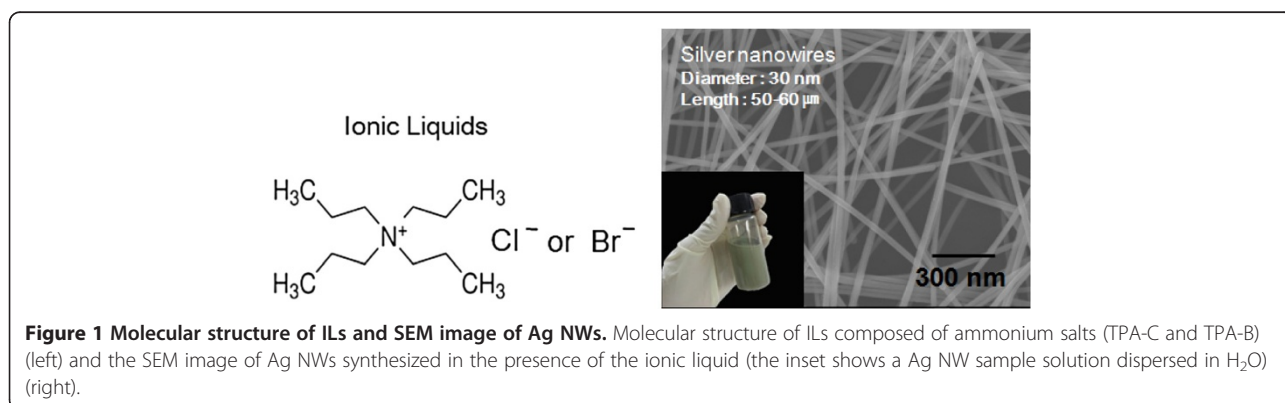 Ionic Liquids
H₃C
CH₃
N⁺
Cl⁻ or Br⁻
H₃C
CH₃
Silver nanowires
Diameter : 30 nm
Length : 50-60 ㎛
300 nm
Figure 1 Molecular structure of ILs and SEM image of Ag NWs. Molecular structure of ILs composed of ammonium salts (TPA-C and TPA-B)
(left) and the SEM image of Ag NWs synthesized in the presence of the ionic liquid (the inset shows a Ag NW sample solution dispersed in H₂O)
(right).